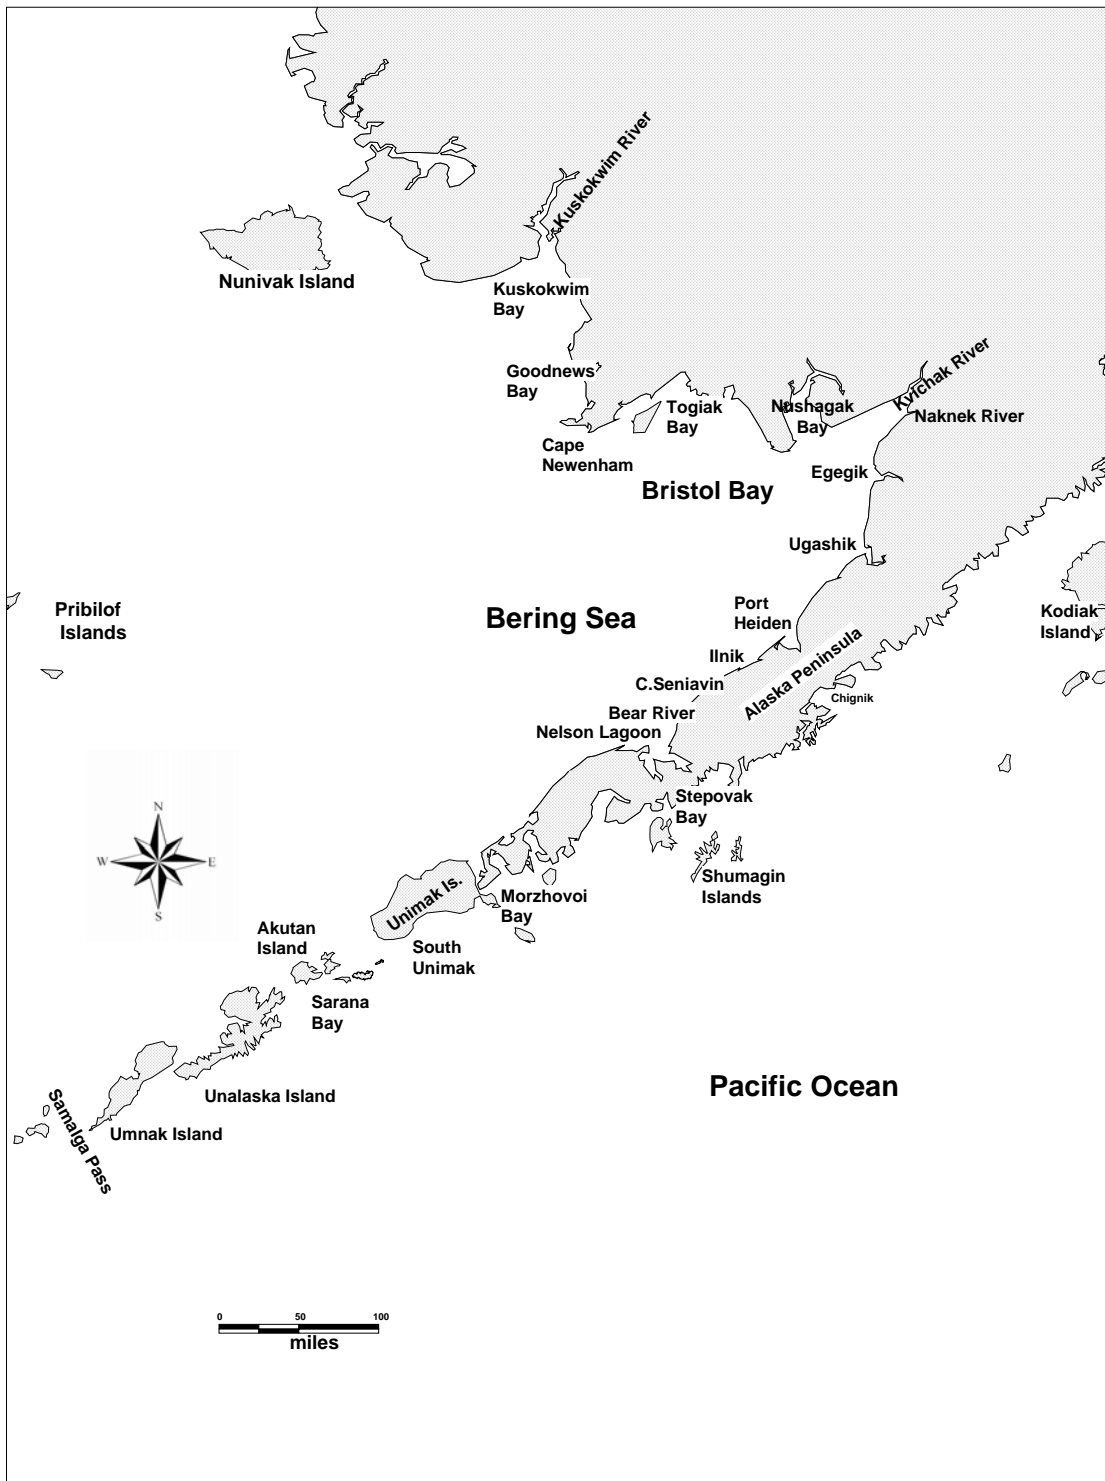 Kuskokwim River
Nunivak Island
Kuskokwim
Bay
Goodnews
Bay
Kvichak River
Togiak
Bay
Nushagak
Bay
Naknek River
Cape
Newenham
Egegik
Bristol Bay
Ugashik
Pribilof
Islands
Bering Sea
Port
Heiden
Kodiak
Island
Ilnik
Alaska Peninsula
C.Seniavin
Chignik
Bear River
Nelson Lagoon
Stepovak
Bay
N
W
E
S
Shumagin
Islands
Unimak Is.
Morzhovoi
Bay
Akutan
Island
South
Unimak
Sarana
Bay
Unalaska Island
Pacific Ocean
Samalga Pass
Umnak Island
0 50 100
miles